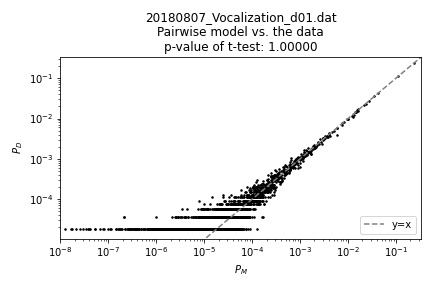 20180807_Vocalization_d01.dat
Pairwise model vs. the data
p-value of t-test: 1.00000
P_D
10⁻¹
10⁻²
10⁻³
10⁻⁴
y=x
10⁻⁸ 10⁻⁷ 10⁻⁶ 10⁻⁵ 10⁻⁴ 10⁻³ 10⁻² 10⁻¹
P_M